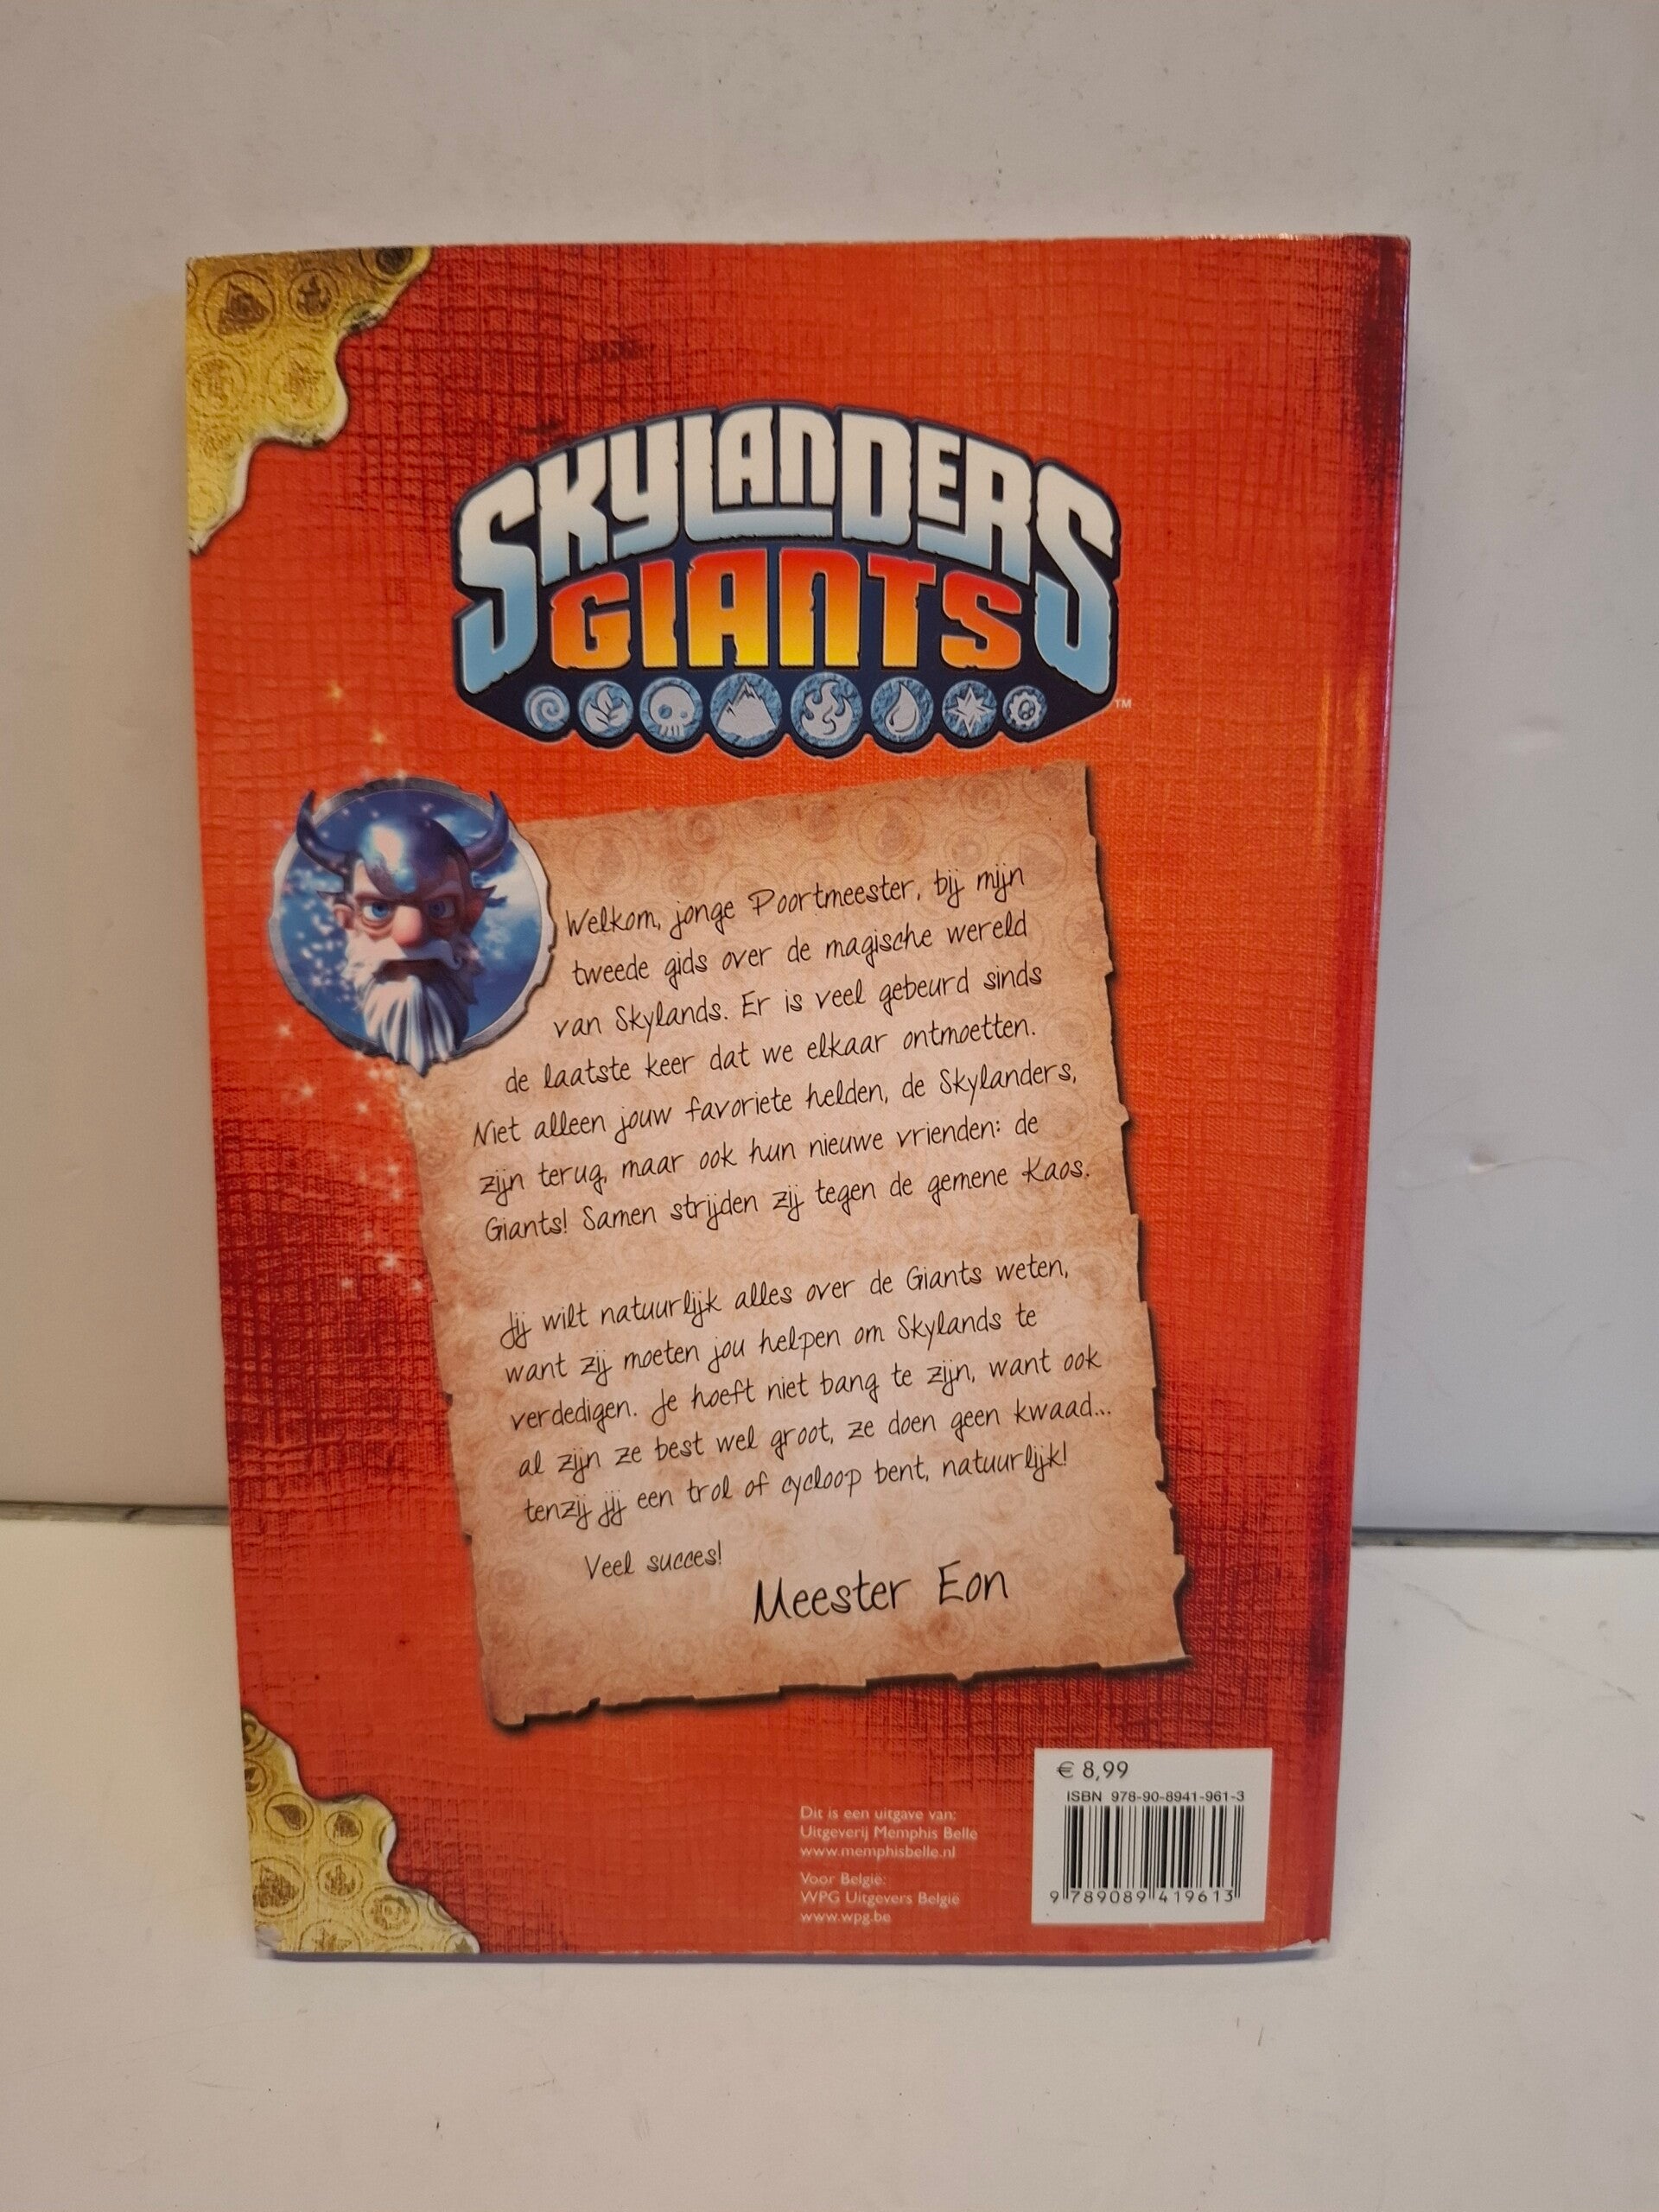 SKYLANDERS
GIANTS
TM
Welkom, jonge Poortmeester, bij mijn
tweede gids over de magische wereld
van Skylands. Er is veel gebeurd sinds
de laatste keer dat we elkaar ontmoetten.
Niet alleen jouw favoriete helden, de Skylanders,
zijn terug, maar ook hun nieuwe vrienden: de
Giants! Samen strijden zij tegen de gemene Kaos.
Jij wilt natuurlijk alles over de Giants weten,
want zij moeten jou helpen om Skylands te
verdedigen. Je hoeft niet bang te zijn, want ook
al zijn ze best wel groot, ze doen geen kwaad...
tenzij jij een trol of cycloop bent, natuurlijk!
Veel succes!
Meester Eon
Dit is een uitgave van:
Uitgeverij Memphis Belle
www.memphisbelle.nl
Voor België:
WPG Uitgevers België
www.wpg.be
€ 8,99
ISBN 978-90-8941-961-3
9 789089 419613